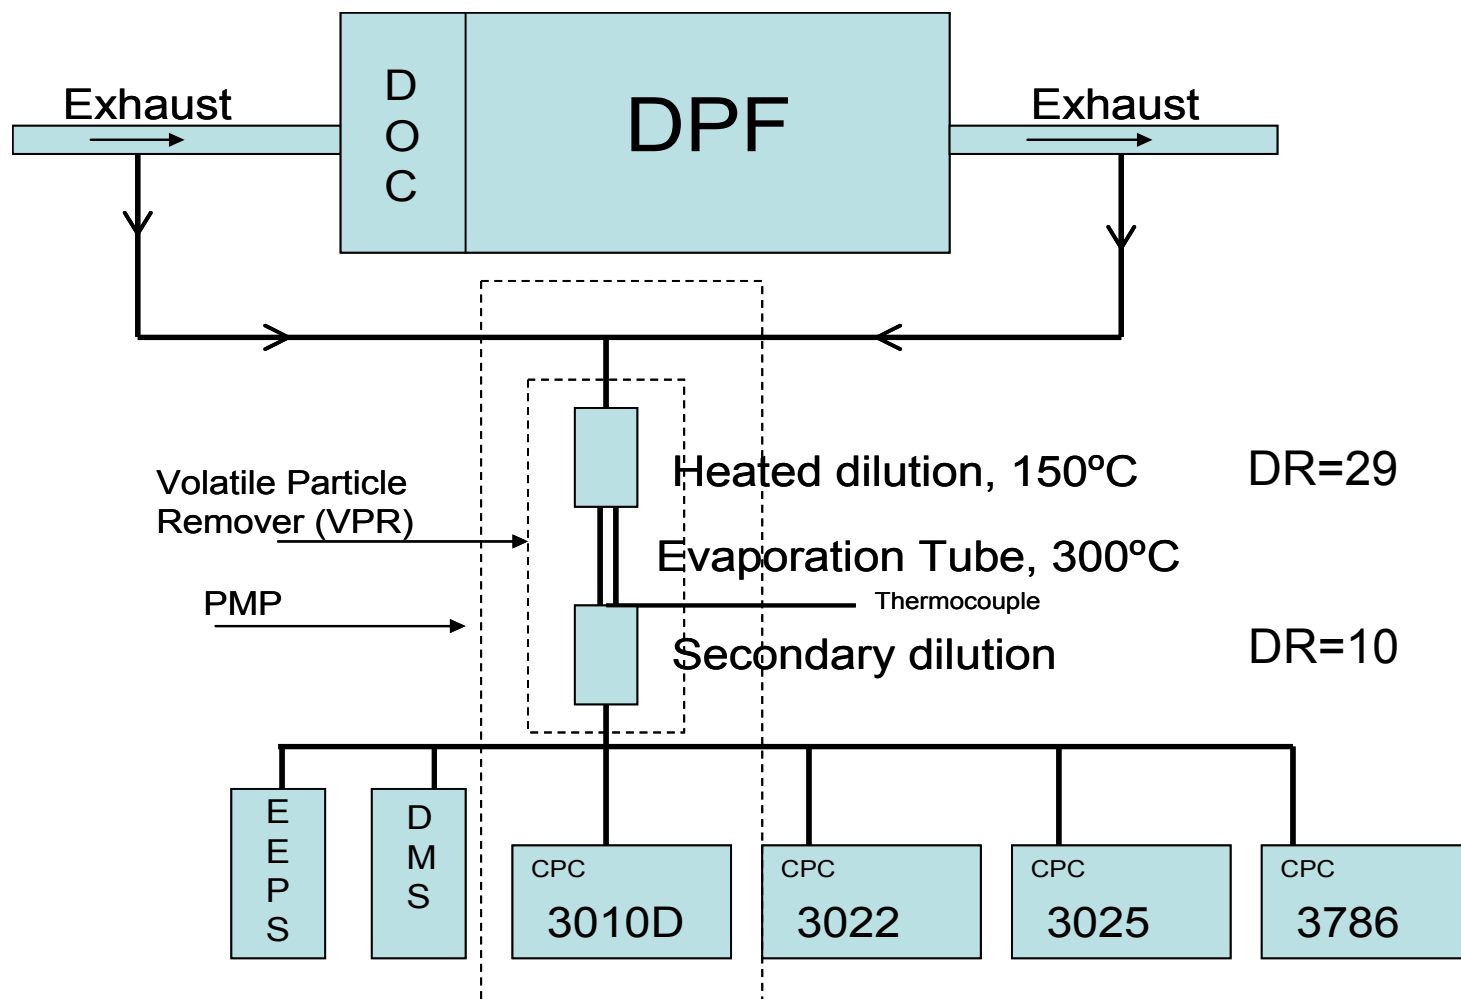 Exhaust
D
O
C
DPF
Exhaust
Heated dilution, 150ºC
DR=29
Volatile Particle
Remover (VPR)
Evaporation Tube, 300ºC
Thermocouple
PMP
Secondary dilution
DR=10
E
E
P
S
D
M
S
CPC
3010D
CPC
3022
CPC
3025
CPC
3786